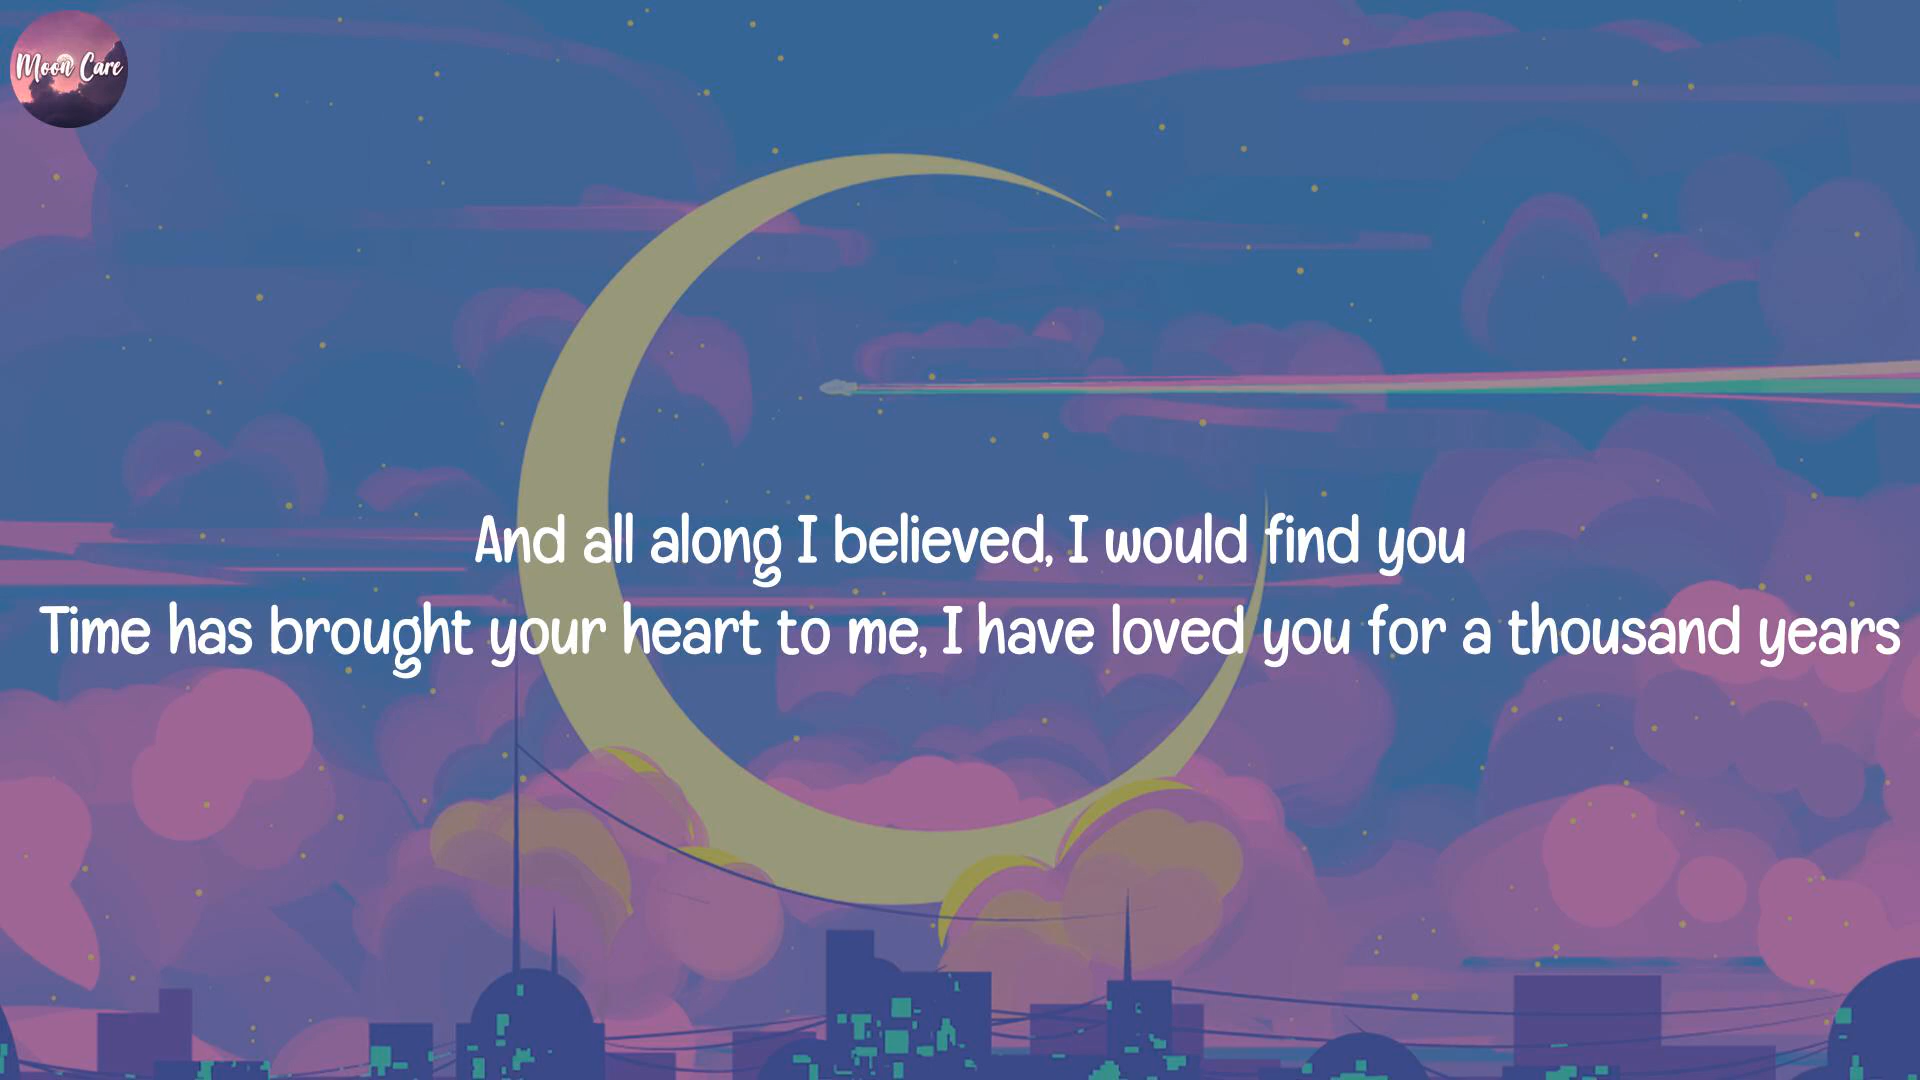 Moon Care
And all along I believed, I would find you
Time has brought your heart to me, I have loved you for a thousand years